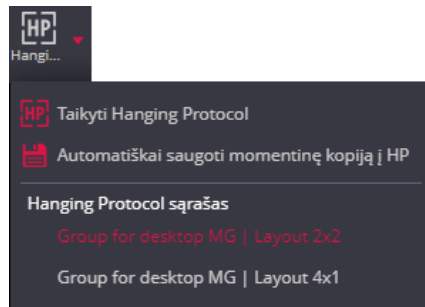 HP
Hangi...
HP Taikyti Hanging Protocol
Automatiškai saugoti momentinę kopiją į HP
Hanging Protocol sąrašas
Group for desktop MG | Layout 2x2
Group for desktop MG | Layout 4x1